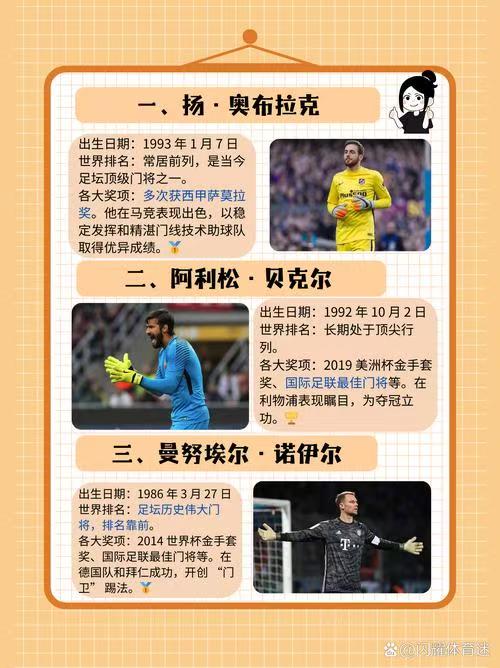 一、扬·奥布拉克
出生日期：1993 年 1 月 7 日
世界排名：常居前列，是当今
足坛顶级门将之一。
各大奖项：多次获西甲萨莫拉
奖。他在马竞表现出色，以稳
定发挥和精湛门线技术助球队
取得优异成绩。🏅
二、阿利松·贝克尔
出生日期：1992 年 10 月 2 日
世界排名：长期处于顶尖行
列。
各大奖项：2019 美洲杯金手套
奖、国际足联最佳门将等。在
利物浦表现瞩目，为夺冠立
功。🏆
三、曼努埃尔·诺伊尔
出生日期：1986 年 3 月 27 日
世界排名：足坛历史伟大门
将，排名靠前。
各大奖项：2014 世界杯金手套
奖、国际足联最佳门将等。在
德国队和拜仁成功，开创“门
卫” 踢法。🏅
T
@闪耀体育迷